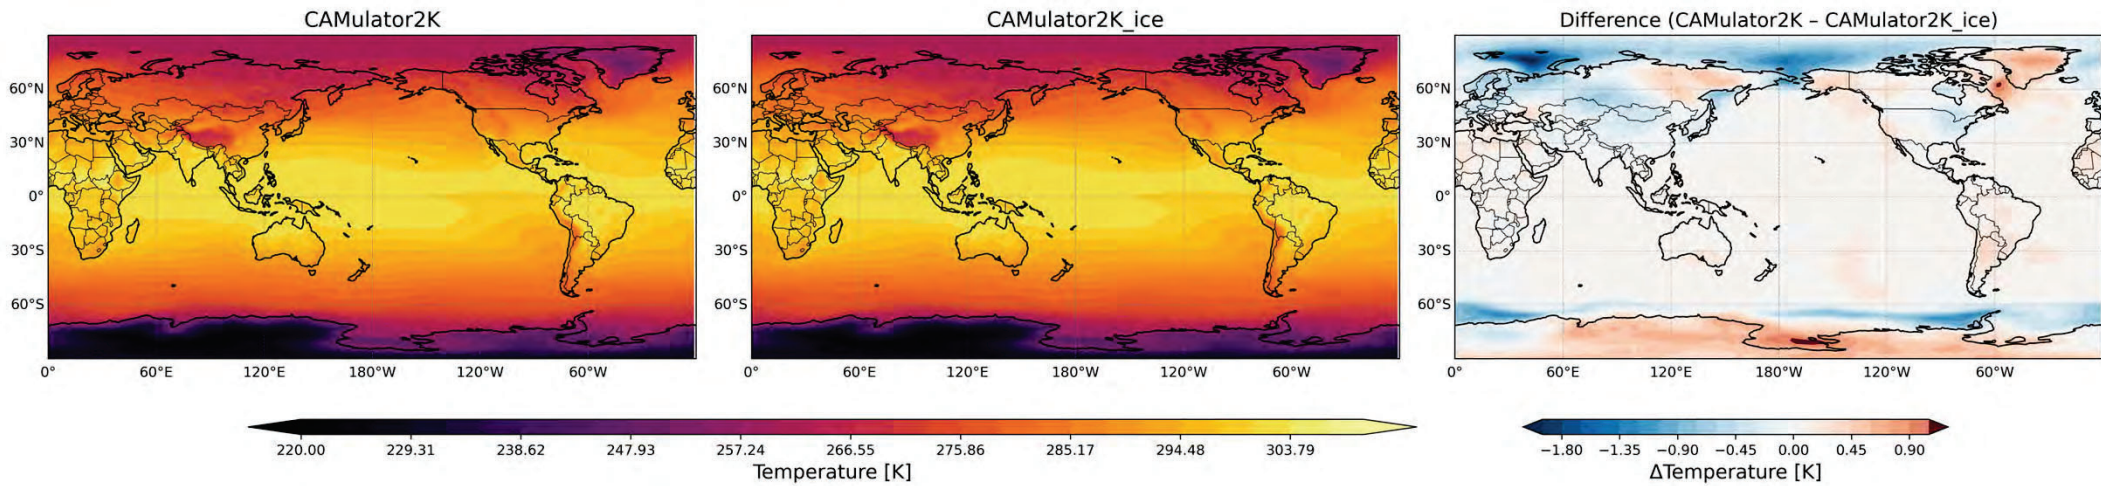 CAMulator2K
CAMulator2K_ice
Difference (CAMulator2K – CAMulator2K_ice)
60°N
30°N
0°
30°S
60°S
0°
60°E
120°E
180°W
120°W
60°W
60°N
30°N
0°
30°S
60°S
0°
60°E
120°E
180°W
120°W
60°W
60°N
30°N
0°
30°S
60°S
0°
60°E
120°E
180°W
120°W
60°W
220.00
229.31
238.62
247.93
257.24
266.55
275.86
285.17
294.48
303.79
Temperature [K]
−1.80
−1.35
−0.90
−0.45
0.00
0.45
0.90
ΔTemperature [K]